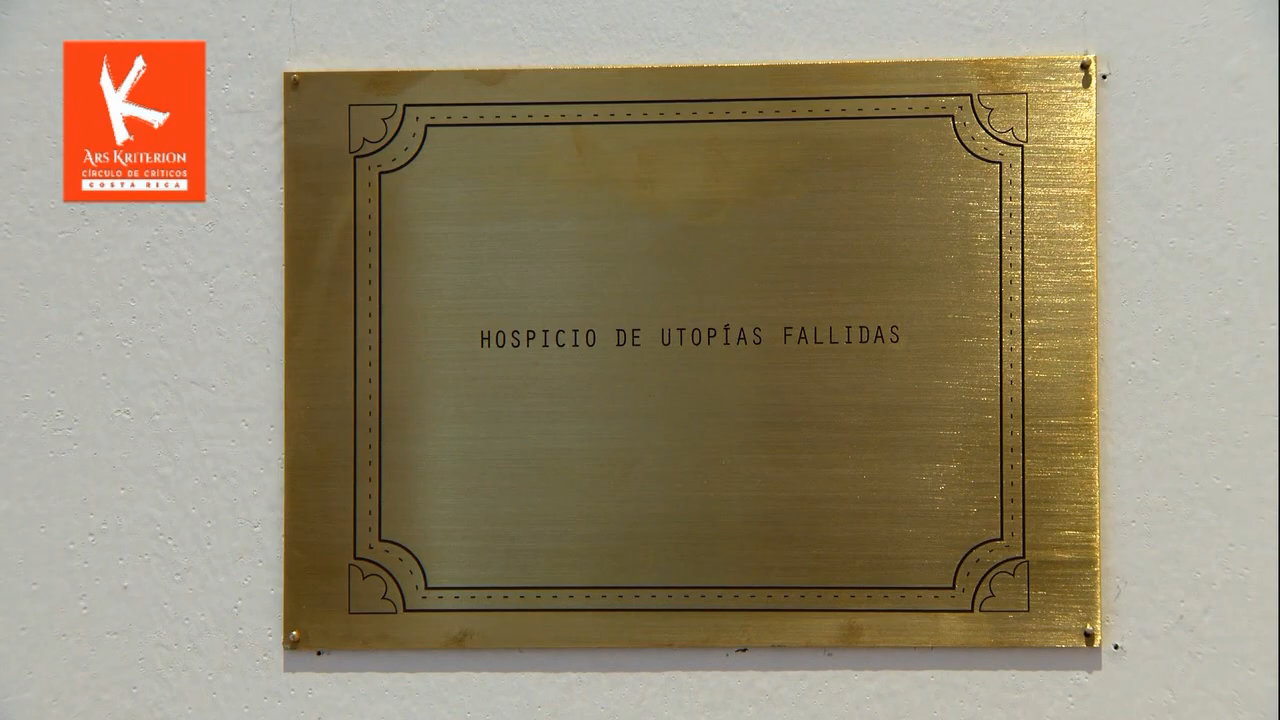 K
ARS KRITERION
CÍRCULO DE CRÍTICOS
COSTA RICA
HOSPICIO DE UTOPÍAS FALLIDAS